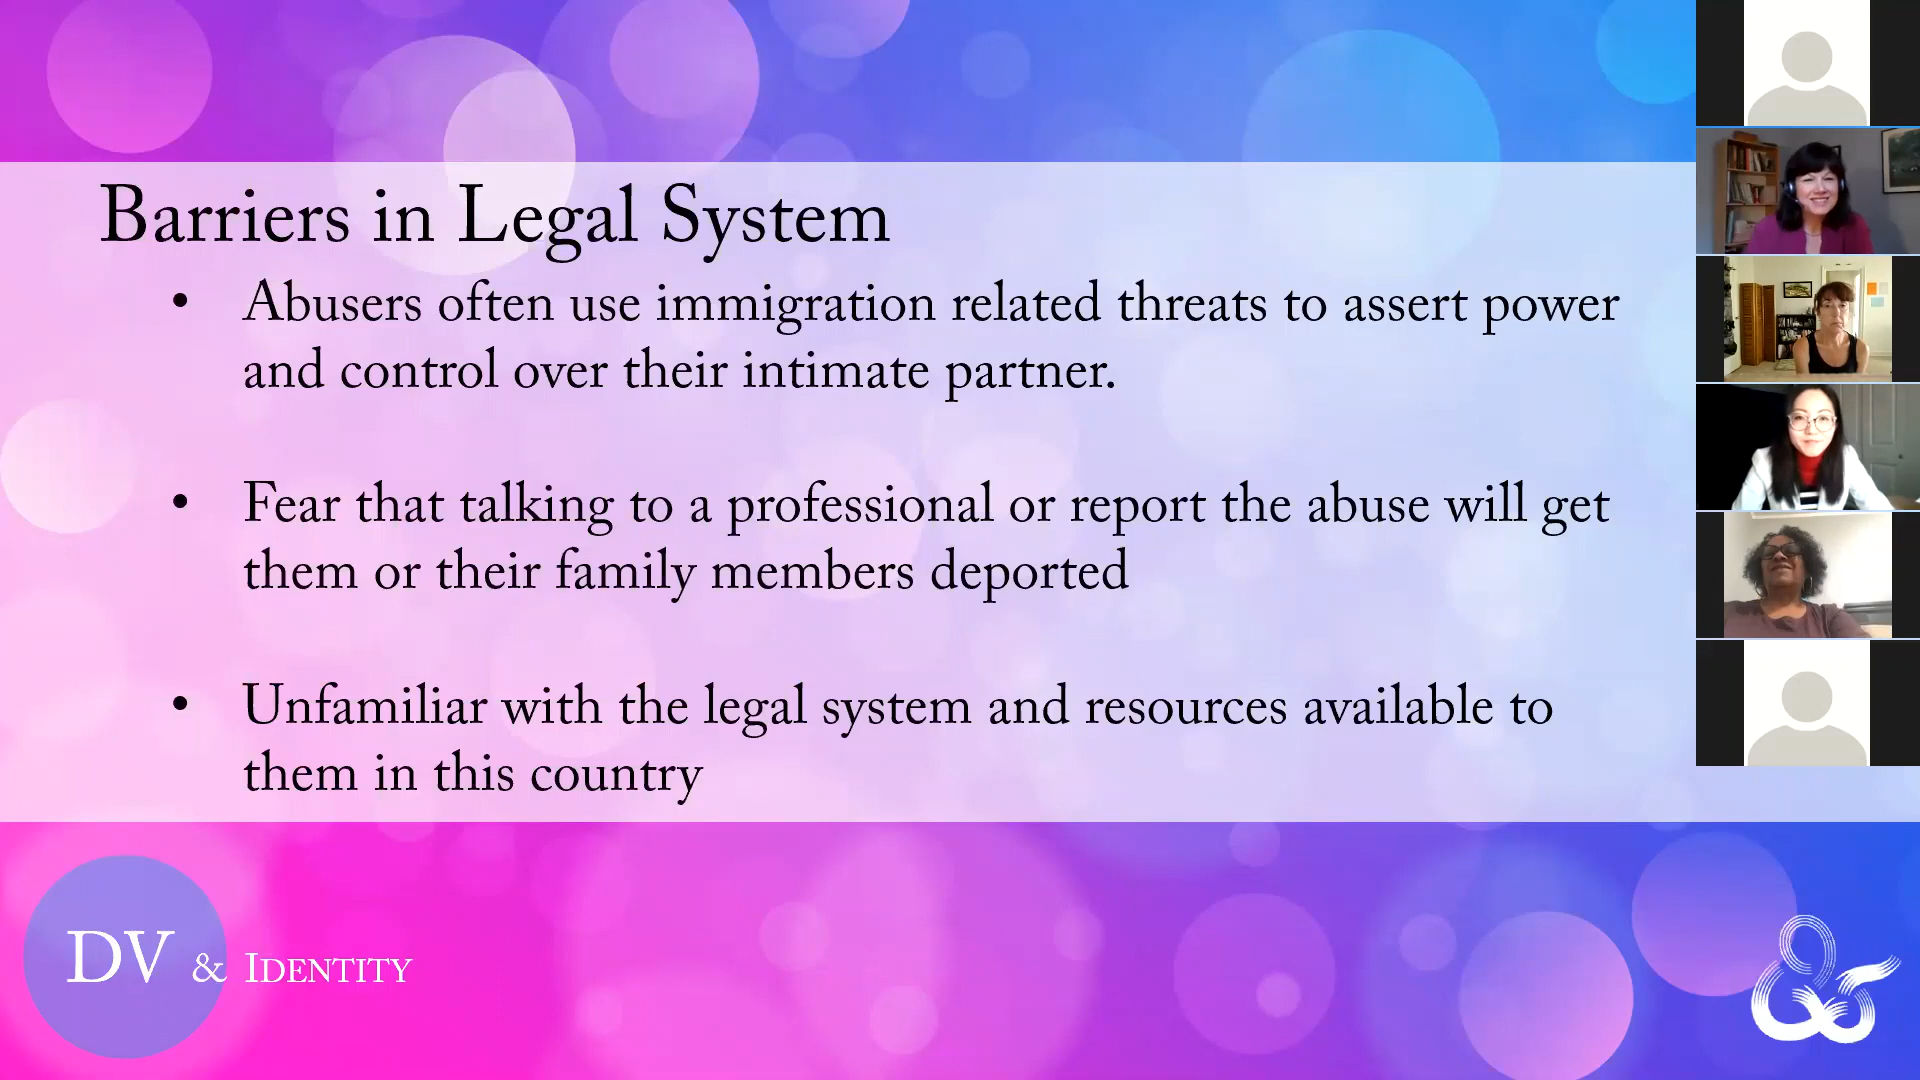 Barriers in Legal System
• Abusers often use immigration related threats to assert power
and control over their intimate partner.
• Fear that talking to a professional or report the abuse will get
them or their family members deported
• Unfamiliar with the legal system and resources available to
them in this country
DV & IDENTITY